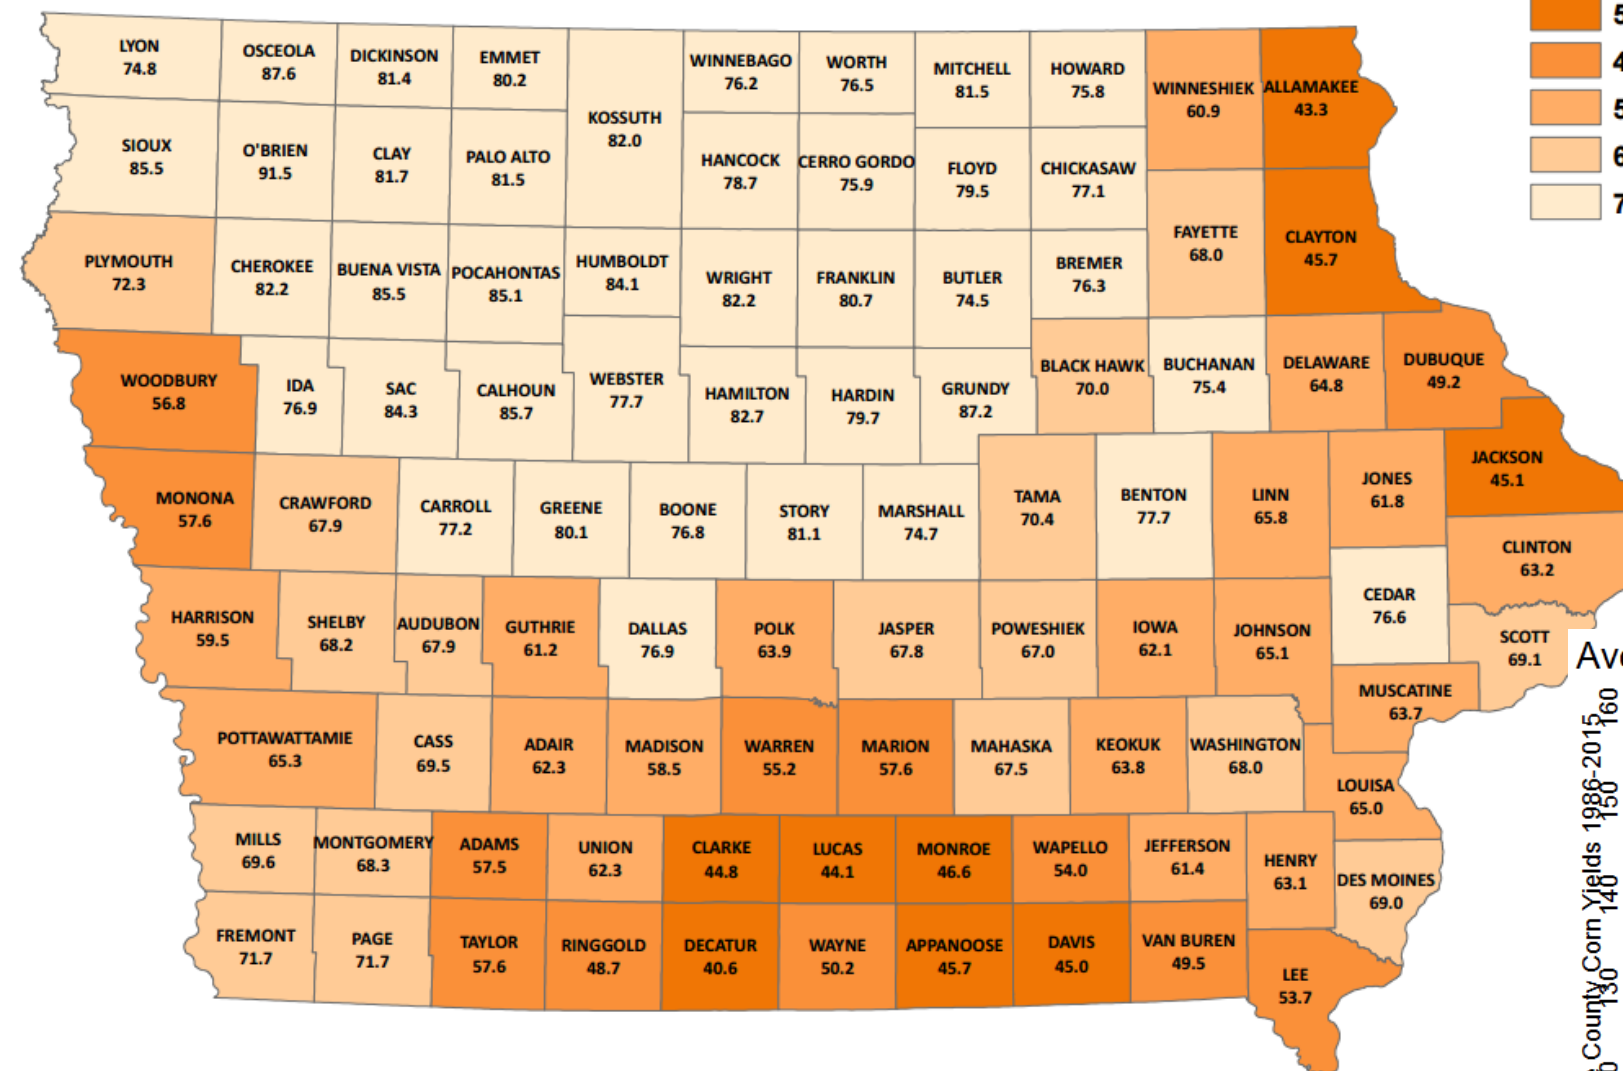 LYON
74.8
OSCEOLA
87.6
DICKINSON
81.4
EMMET
80.2
KOSSUTH
82.0
WINNEBAGO
76.2
WORTH
76.5
MITCHELL
81.5
HOWARD
75.8
WINNESHIEK
60.9
ALLAMAKEE
43.3
SIOUX
85.5
O'BRIEN
91.5
CLAY
81.7
PALO ALTO
81.5
HANCOCK
78.7
CERRO GORDO
75.9
FLOYD
79.5
CHICKASAW
77.1
FAYETTE
68.0
CLAYTON
45.7
PLYMOUTH
72.3
CHEROKEE
82.2
BUENA VISTA
85.5
POCAHONTAS
85.1
HUMBOLDT
84.1
WRIGHT
82.2
FRANKLIN
80.7
BUTLER
74.5
BREMER
76.3
WOODBURY
56.8
IDA
76.9
SAC
84.3
CALHOUN
85.7
WEBSTER
77.7
HAMILTON
82.7
HARDIN
79.7
GRUNDY
87.2
BLACK HAWK
70.0
BUCHANAN
75.4
DELAWARE
64.8
DUBUQUE
49.2
MONONA
57.6
CRAWFORD
67.9
CARROLL
77.2
GREENE
80.1
BOONE
76.8
STORY
81.1
MARSHALL
74.7
TAMA
70.4
BENTON
77.7
LINN
65.8
JONES
61.8
JACKSON
45.1
CLINTON
63.2
HARRISON
59.5
SHELBY
68.2
AUDUBON
67.9
GUTHRIE
61.2
DALLAS
76.9
POLK
63.9
JASPER
67.8
POWESHIEK
67.0
IOWA
62.1
JOHNSON
65.1
CEDAR
76.6
SCOTT
69.1
MUSCATINE
63.7
POTTAWATTAMIE
65.3
CASS
69.5
ADAIR
62.3
MADISON
58.5
WARREN
55.2
MARION
57.6
MAHASKA
67.5
KEOKUK
63.8
WASHINGTON
68.0
LOUISA
65.0
MILLS
69.6
MONTGOMERY
68.3
ADAMS
57.5
UNION
62.3
CLARKE
44.8
LUCAS
44.1
MONROE
46.6
WAPELLO
54.0
JEFFERSON
61.4
HENRY
63.1
DES MOINES
69.0
FREMONT
71.7
PAGE
71.7
TAYLOR
57.6
RINGGOLD
48.7
DECATUR
40.6
WAYNE
50.2
APPANOOSE
45.7
DAVIS
45.0
VAN BUREN
49.5
LEE
53.7
5
4
5
6
7
Ave
County Corn Yields 1986-2015
160
150
140
130